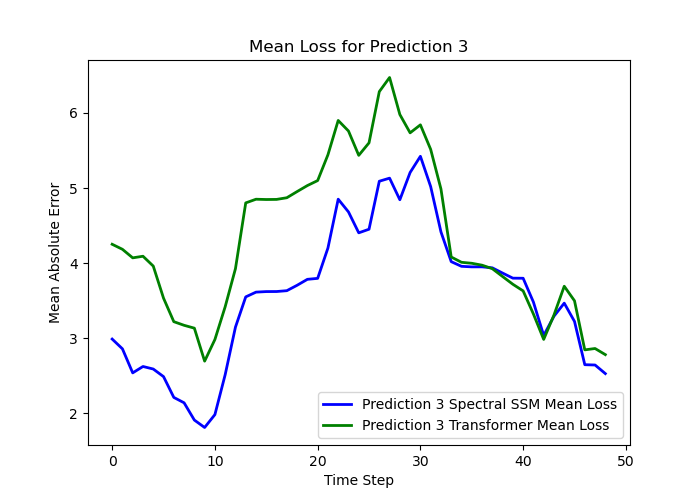 Mean Loss for Prediction 3
Mean Absolute Error
6
5
4
3
2
Prediction 3 Spectral SSM Mean Loss
Prediction 3 Transformer Mean Loss
0 10 20 30 40 50
Time Step